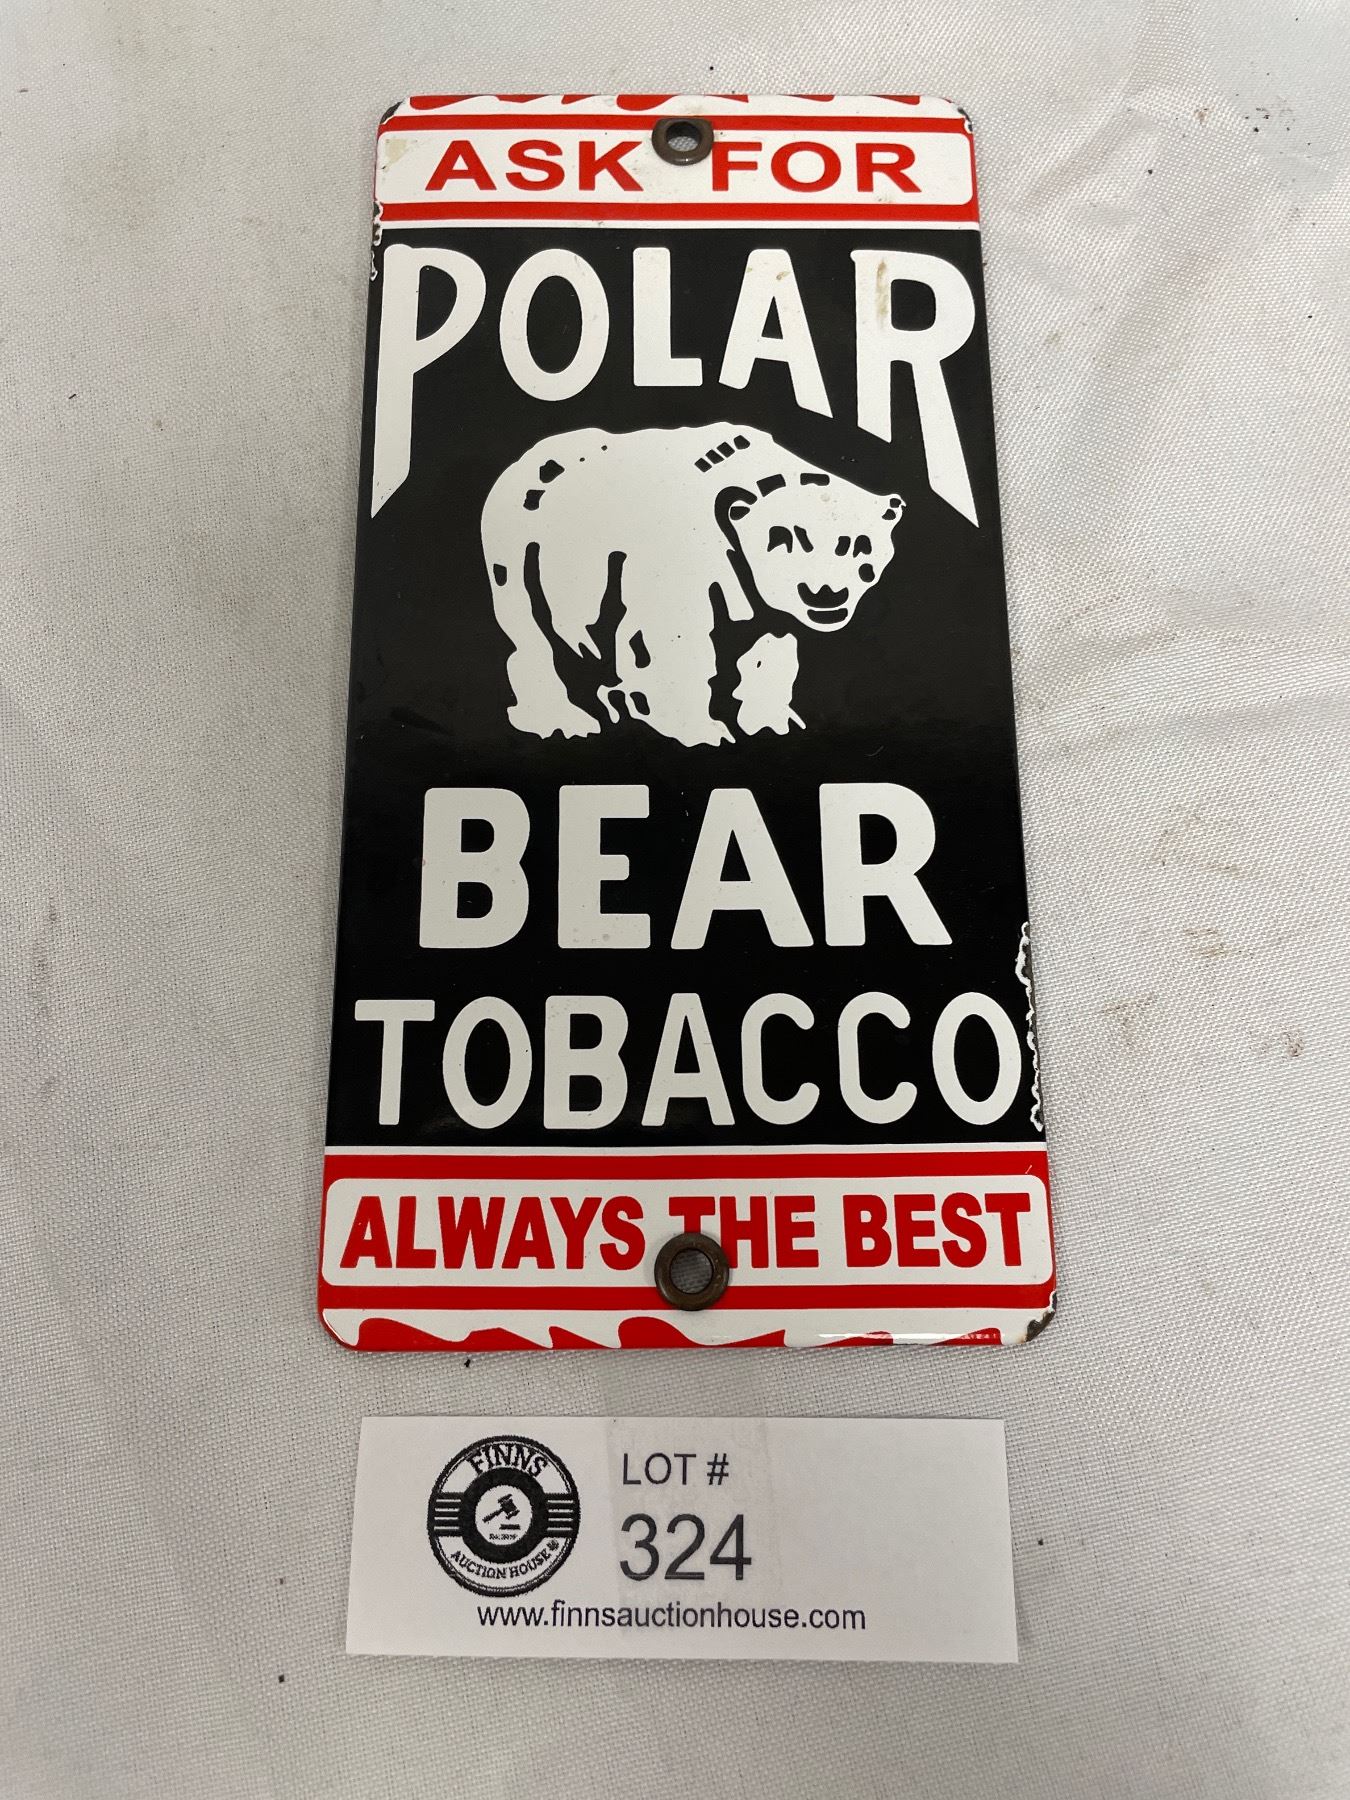 ASK FOR
POLAR
BEAR
TOBACCO
ALWAYS THE BEST
FINNS
AUCTION HOUSE
LOT #
324
www.finnsauctionhouse.com